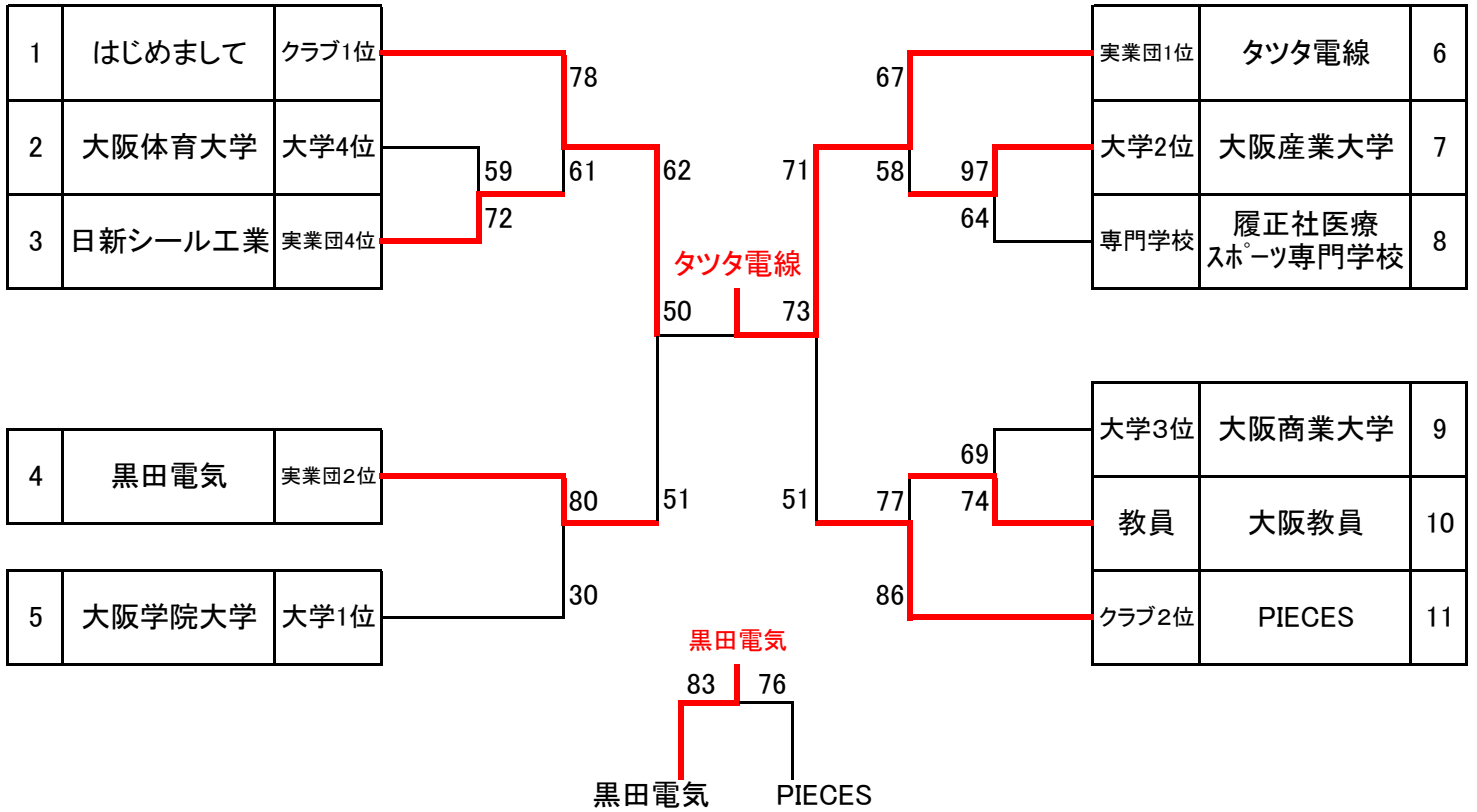 1 はじめまして クラブ1位
2 大阪体育大学 大学4位
3 日新シール工業 実業団4位
4 黒田電気 実業団２位
5 大阪学院大学 大学1位
78
59
61
72
62
50
80
51
30
タツタ電線
67
71
58
97
64
73
69
51
77
74
86
実業団1位 タツタ電線 6
大学2位 大阪産業大学 7
専門学校 履正社医療
スポーツ専門学校 8
大学３位 大阪商業大学 9
教員 大阪教員 10
クラブ２位 PIECES 11
黒田電気
83 76
黒田電気 PIECES